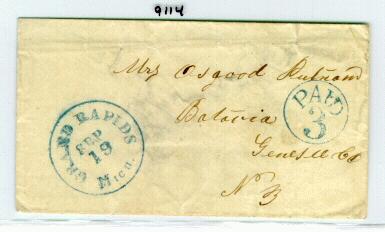 9114
Mrs Osgood Putnam
PAID
3
Batavia
Genesee Co
N Y
GRAND RAPIDS
SEP
19
Mich.